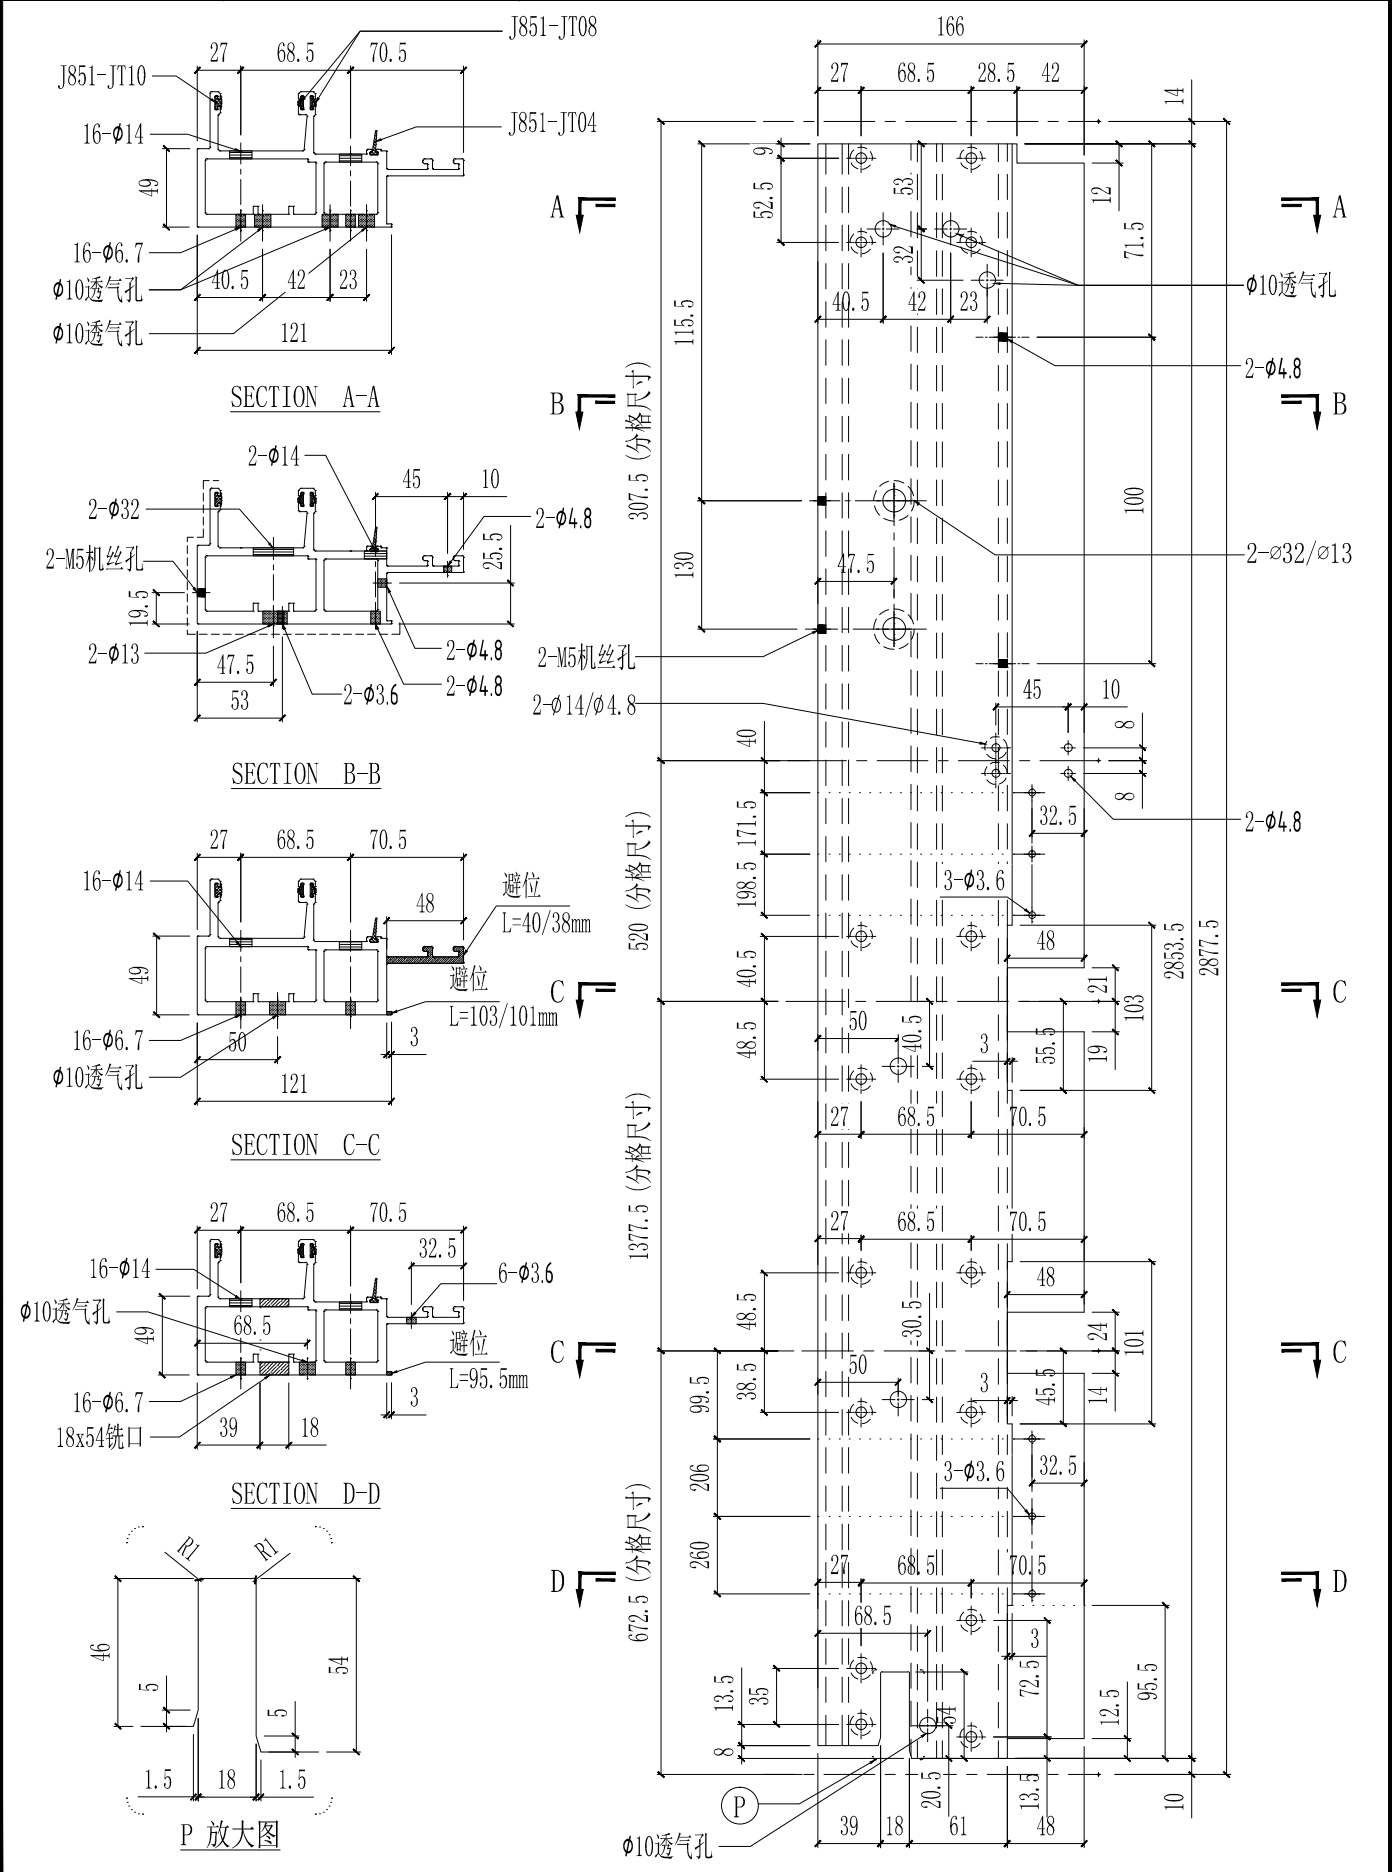 J851-JT08
27
68.5
70.5
J851-JT10
16-Φ14
J851-JT04
49
16-Φ6.7
Φ10透气孔
40.5
42
23
Φ10透气孔
121
SECTION A-A
2-Φ14
45
10
2-Φ32
2-Φ4.8
2-M5机丝孔
25.5
19.5
2-Φ13
2-Φ4.8
47.5
2-Φ3.6
2-Φ4.8
53
SECTION B-B
27
68.5
70.5
16-Φ14
48
避位
L=40/38mm
49
避位
L=103/101mm
16-Φ6.7
50
3
Φ10透气孔
121
SECTION C-C
27
68.5
70.5
32.5
16-Φ14
6-Φ3.6
Φ10透气孔
49
68.5
避位
L=95.5mm
16-Φ6.7
3
18x54铣口
39
18
SECTION D-D
R1
R1
46
54
5
5
1.5
18
1.5
P 放大图
166
27
68.5
28.5
42
14
9
52.5
53
32
12
71.5
A
A
Φ10透气孔
40.5
42
23
115.5
2-Φ4.8
307.5 (分格尺寸)
B
B
100
130
47.5
2-⌀32/⌀13
2-M5机丝孔
2-Φ14/Φ4.8
45
10
40
8
8
171.5
32.5
2-Φ4.8
520 (分格尺寸)
198.5
3-Φ3.6
48
2853.5
2877.5
40.5
21
103
C
C
50
40.5
48.5
3
55.5
19
27
68.5
70.5
1377.5 (分格尺寸)
27
68.5
70.5
48
48.5
30.5
24
101
C
C
50
38.5
99.5
3
45.5
14
206
3-Φ3.6
32.5
260
27
68.5
70.5
D
D
672.5 (分格尺寸)
68.5
3
72.5
95.5
35
13.5
54
12.5
8
P
20.5
13.5
10
39
18
61
48
Φ10透气孔